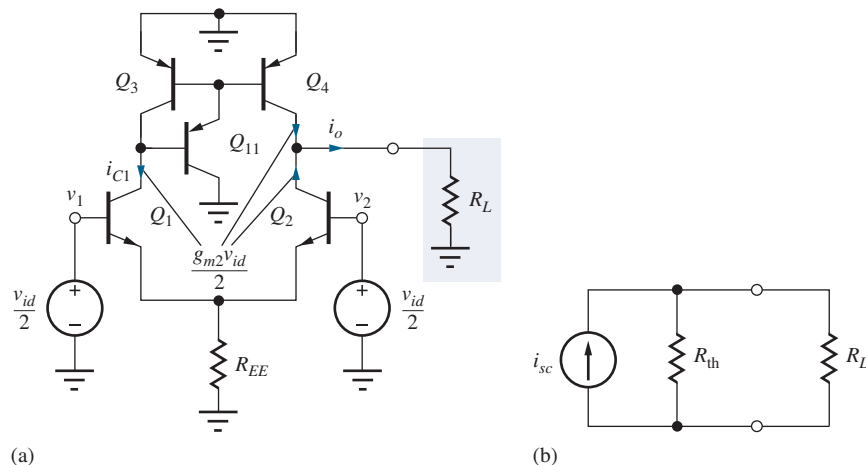 Q3
Q4
Q11
io
iC1
v1
v2
Q1
Q2
RL
gm2vid
2
vid
2
+
−
vid
2
+
−
REE
isc
Rth
RL
(a)
(b)